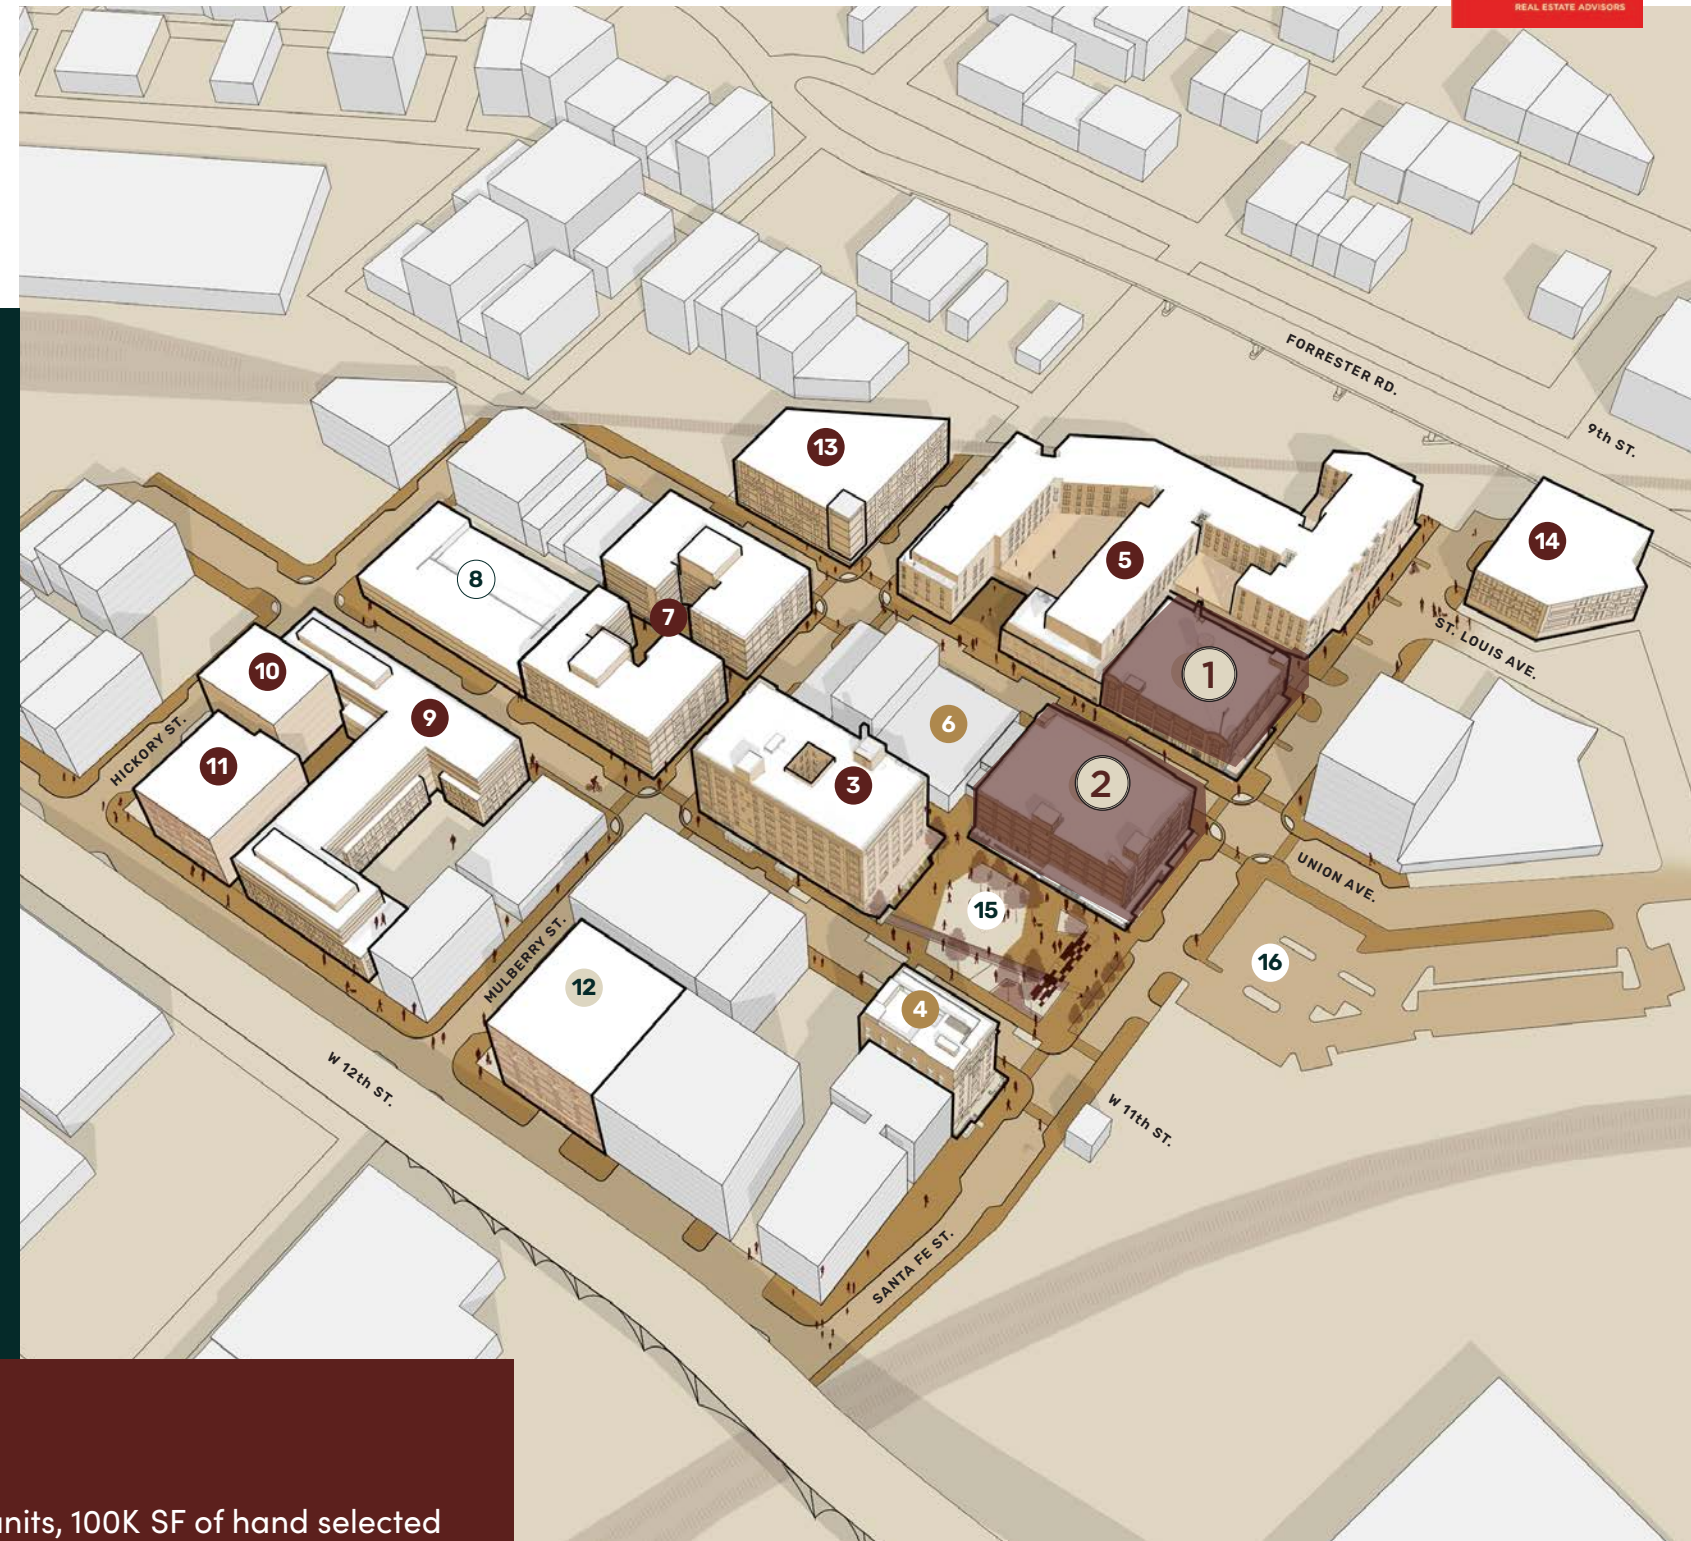 REAL ESTATE ADVISORS
FORRESTER RD.
9th ST.
13
14
5
8
7
ST. LOUIS AVE.
1
10
9
6
HICKORY ST.
11
3
2
UNION AVE.
15
MULBERRY ST.
16
12
4
W 12th ST.
W 11th ST.
SANTA FE ST.
units, 100K SF of hand selected